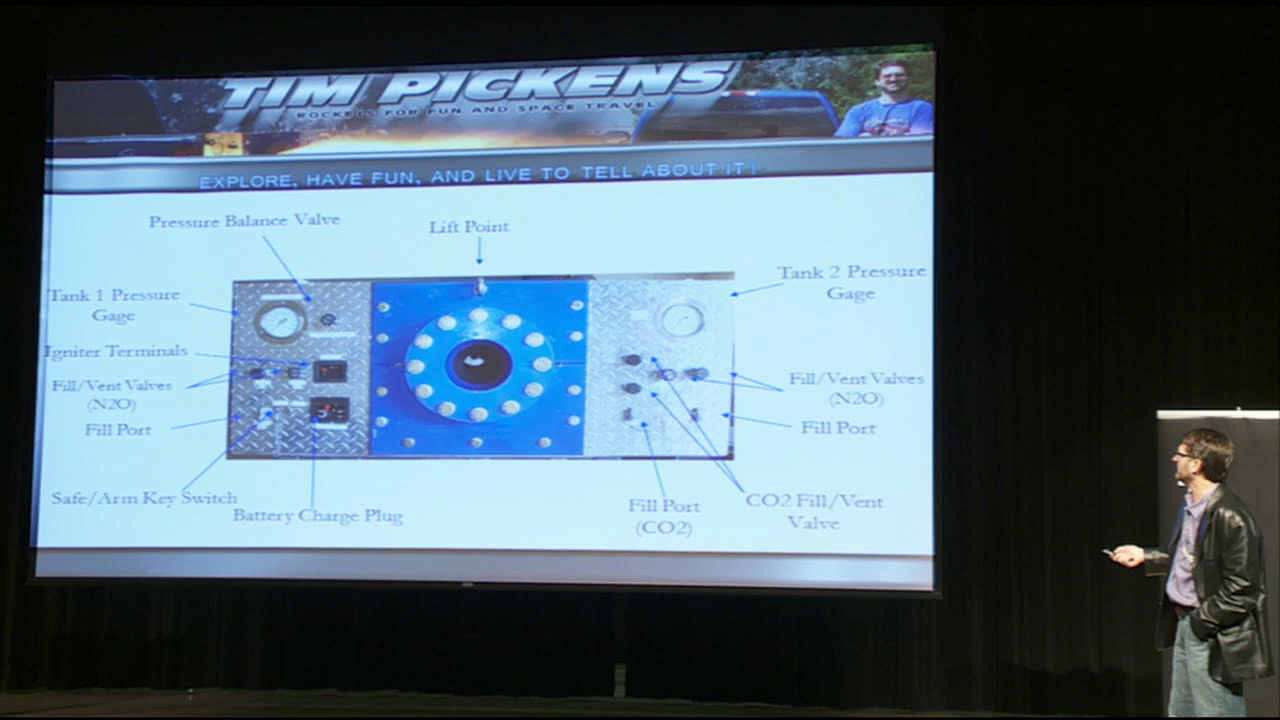 TIM PICKENS
ROCKETS FOR FUN AND SPACE TRAVEL
EXPLORE, HAVE FUN, AND LIVE TO TELL ABOUT IT!
Pressure Balance Valve
Lift Point
Tank 2 Pressure
Gage
Tank 1 Pressure
Gage
Igniter Terminals
Fill/Vent Valves
(N2O)
Fill Port
Fill/Vent Valves
(N2O)
Fill Port
Safe/Arm Key Switch
Battery Charge Plug
Fill Port
(CO2)
CO2 Fill/Vent
Valve